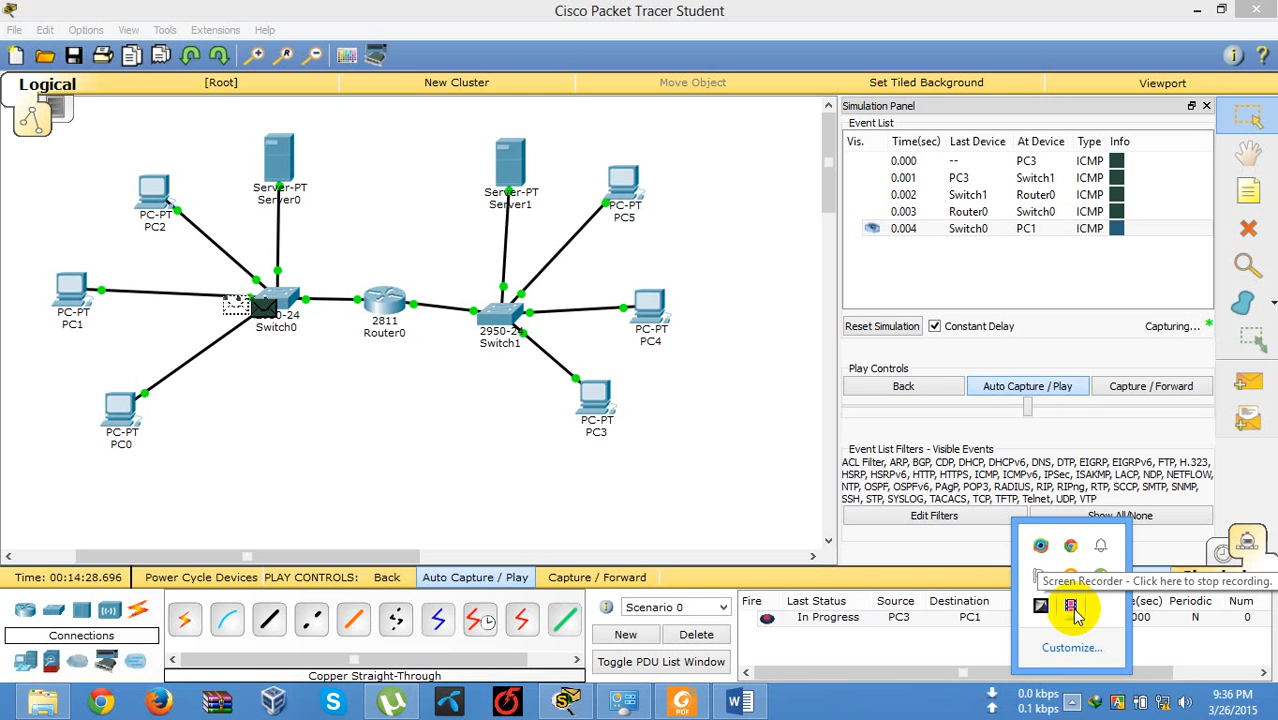 Cisco Packet Tracer Student
File Edit Options View Tools Extensions Help
Logical [Root] New Cluster Move Object Set Tiled Background Viewport
Simulation Panel
Event List
Vis. Time(sec) Last Device At Device Type Info
0.000 -- PC3 ICMP
0.001 PC3 Switch1 ICMP
0.002 Switch1 Router0 ICMP
0.003 Router0 Switch0 ICMP
0.004 Switch0 PC1 ICMP
Reset Simulation Constant Delay Capturing... *
Play Controls
Back Auto Capture / Play Capture / Forward
Event List Filters - Visible Events
ACL Filter, ARP, BGP, CDP, DHCP, DHCPv6, DNS, DTP, EIGRP, EIGRPv6, FTP, H.323,
HSRP, HSRPv6, HTTP, HTTPS, ICMP, ICMPv6, IPSec, ISAKMP, LACP, NDP, NETFLOW,
NTP, OSPF, OSPFv6, PAgP, POP3, RADIUS, RIP, RIPng, RTP, SCCP, SMTP, SNMP,
SSH, STP, SYSLOG, TACACS, TCP, TFTP, Telnet, UDP, VTP
Edit Filters Show All/None
Server-PT
Server0
Server-PT
Server1
PC-PT
PC2
PC-PT
PC5
PC-PT
PC1
2950-24
Switch0
2811
Router0
2950-24
Switch1
PC-PT
PC4
PC-PT
PC0
PC-PT
PC3
Screen Recorder - Click here to stop recording.
Customize...
Time: 00:14:28.696 Power Cycle Devices PLAY CONTROLS: Back Auto Capture / Play Capture / Forward
Connections
Copper Straight-Through
Scenario 0
New Delete
Toggle PDU List Window
Fire Last Status Source Destination (sec) Periodic Num
In Progress PC3 PC1 000 N 0
0.0 kbps
0.1 kbps
9:36 PM
3/26/2015